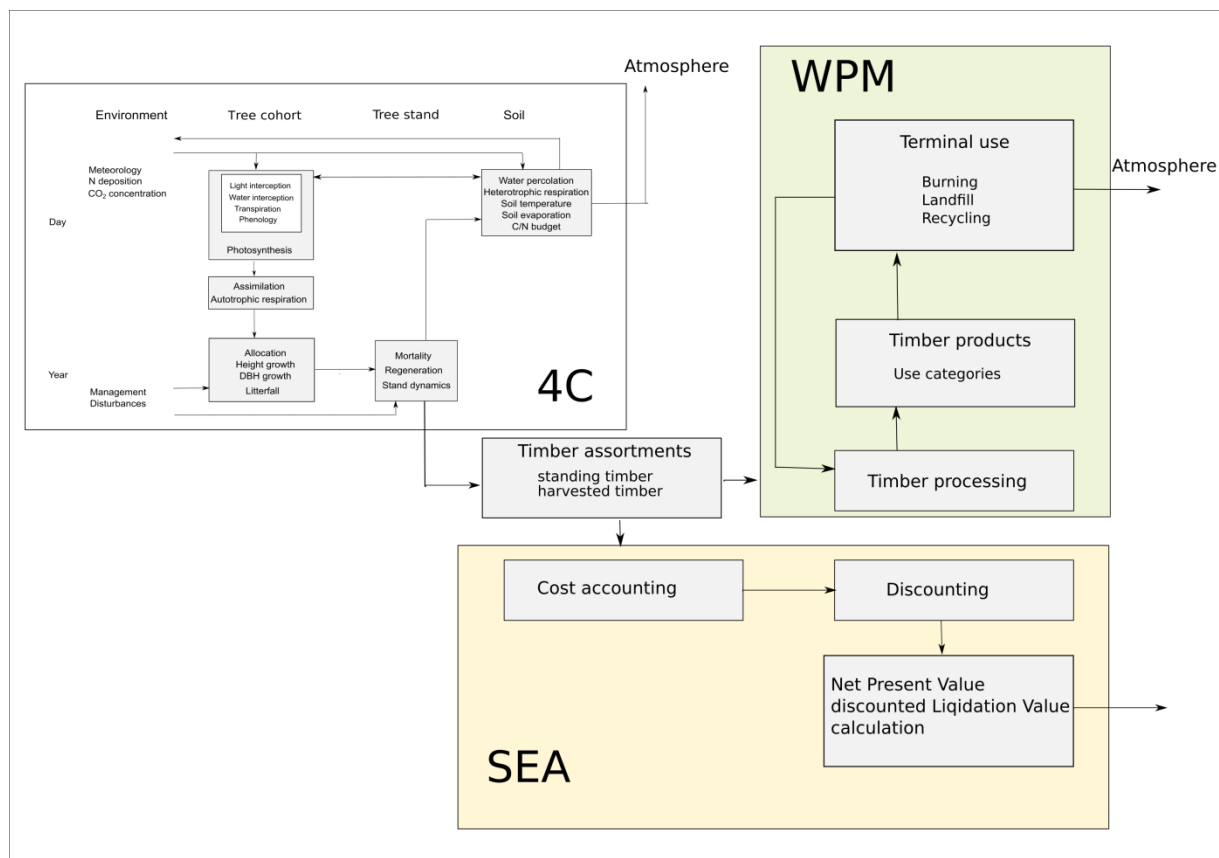 Atmosphere
Environment
Tree cohort
Tree stand
Soil
Meteorology
N deposition
CO₂ concentration
Day
Light interception
Water interception
Transpiration
Phenology
Photosynthesis
Water percolation
Heterotrophic respiration
Soil temperature
Soil evaporation
C/N budget
Assimilation
Autotrophic respiration
Year
Allocation
Height growth
DBH growth
Litterfall
Mortality
Regeneration
Stand dynamics
Management
Disturbances
4C
WPM
Terminal use
Burning
Landfill
Recycling
Atmosphere
Timber products
Use categories
Timber processing
Timber assortments
standing timber
harvested timber
Cost accounting
Discounting
Net Present Value
discounted Liqidation Value
calculation
SEA